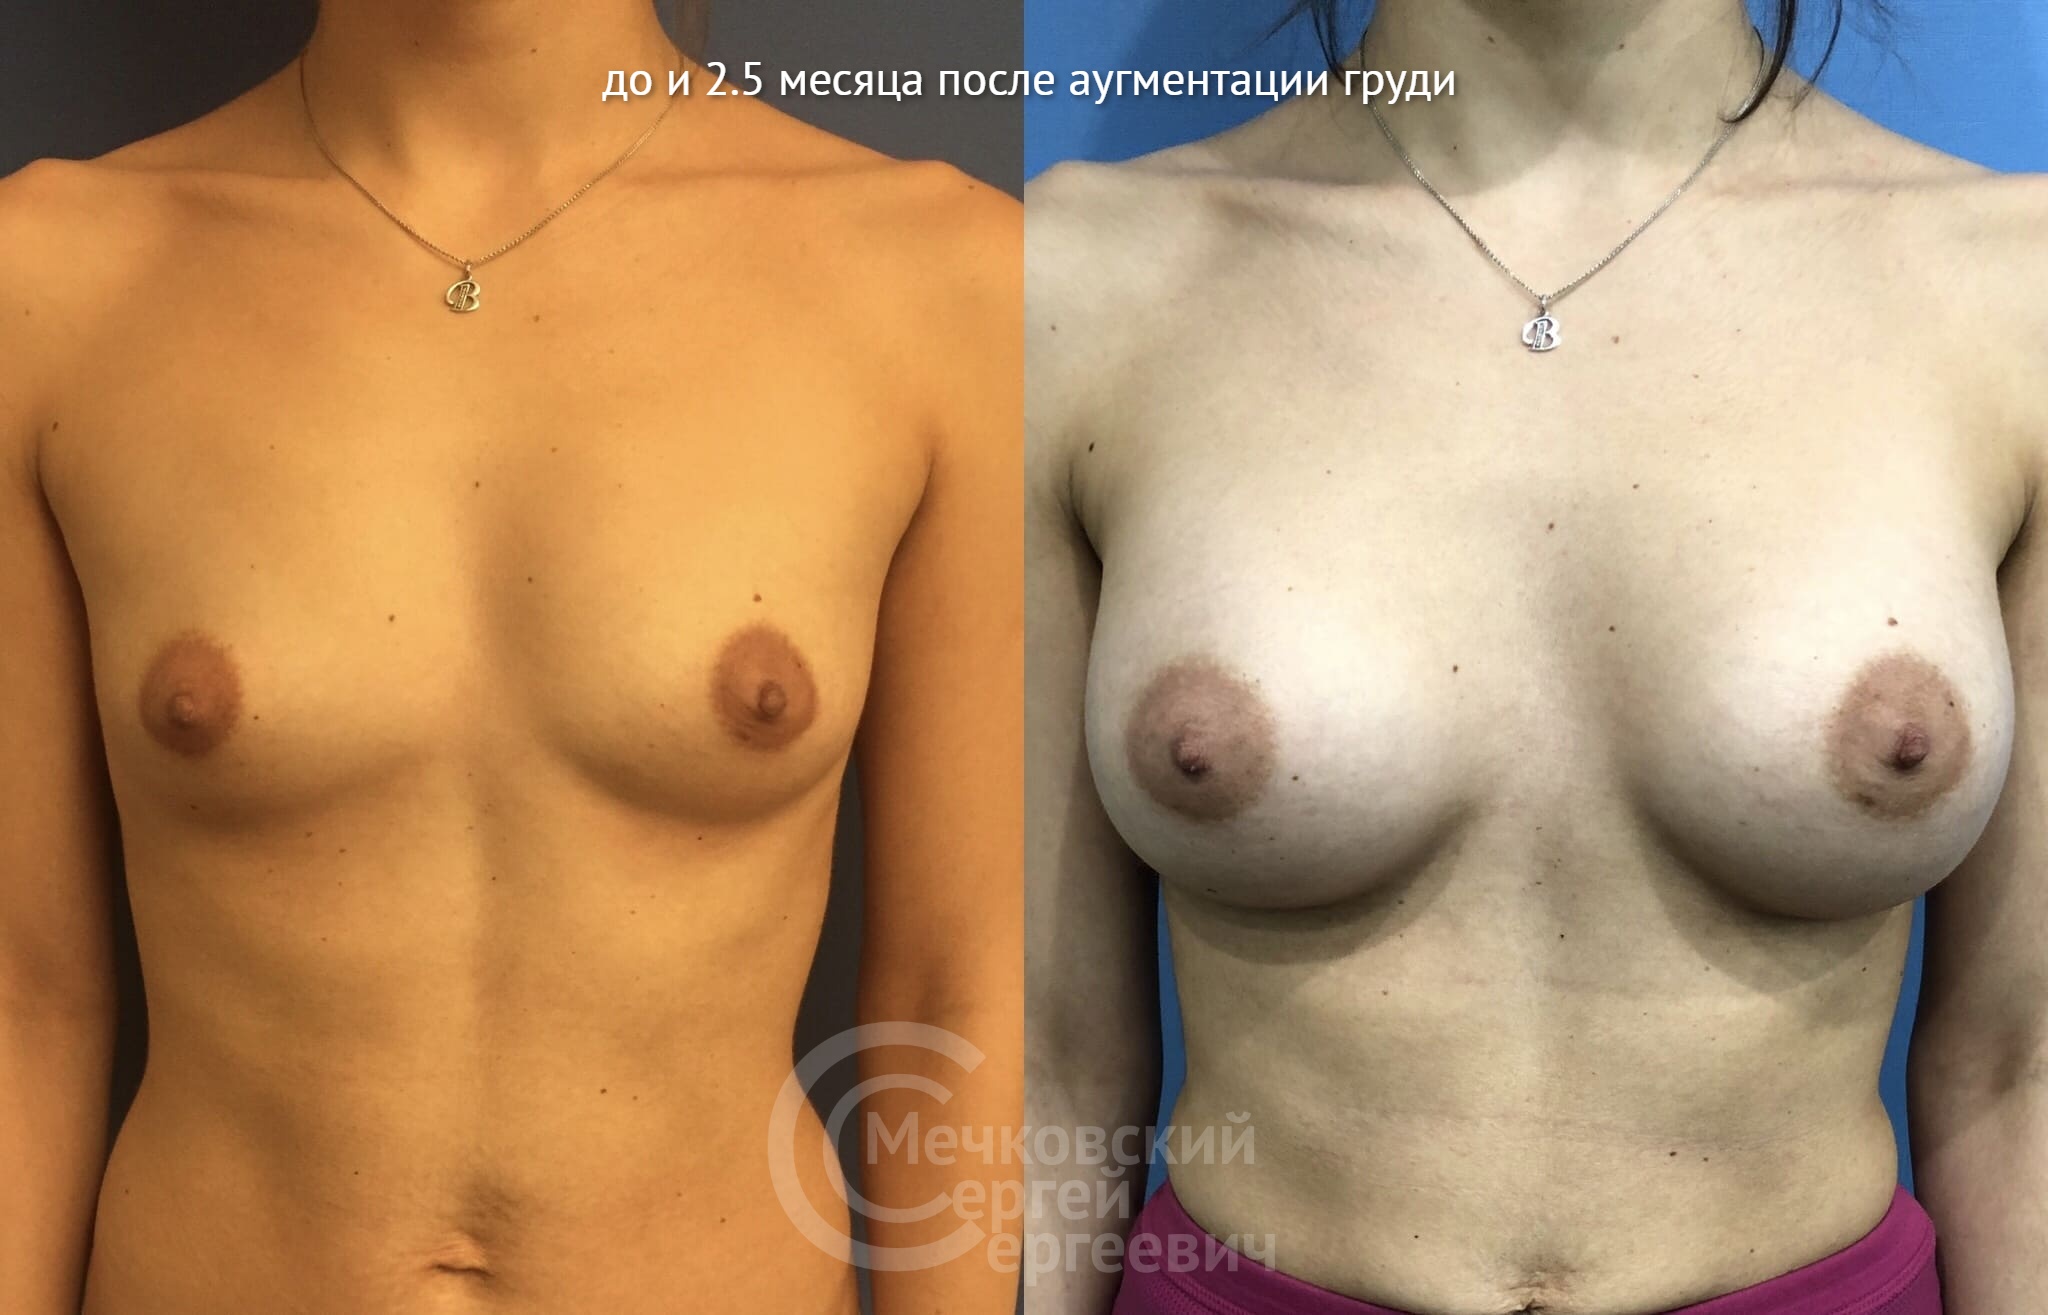 до и 2.5 месяца после аугментации груди
B
B
Мечковский
Сергей
Сергеевич